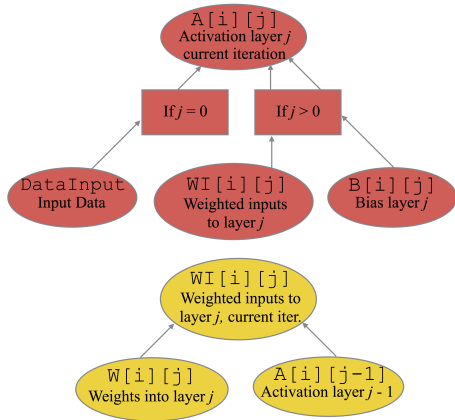 A[i][j]
Activation layer j
current iteration
If j = 0
If j > 0
DataInput
Input Data
WI[i][j]
Weighted inputs
to layer j
B[i][j]
Bias layer j
WI[i][j]
Weighted inputs to
layer j, current iter.
W[i][j]
Weights into layer j
A[i][j-1]
Activation layer j - 1